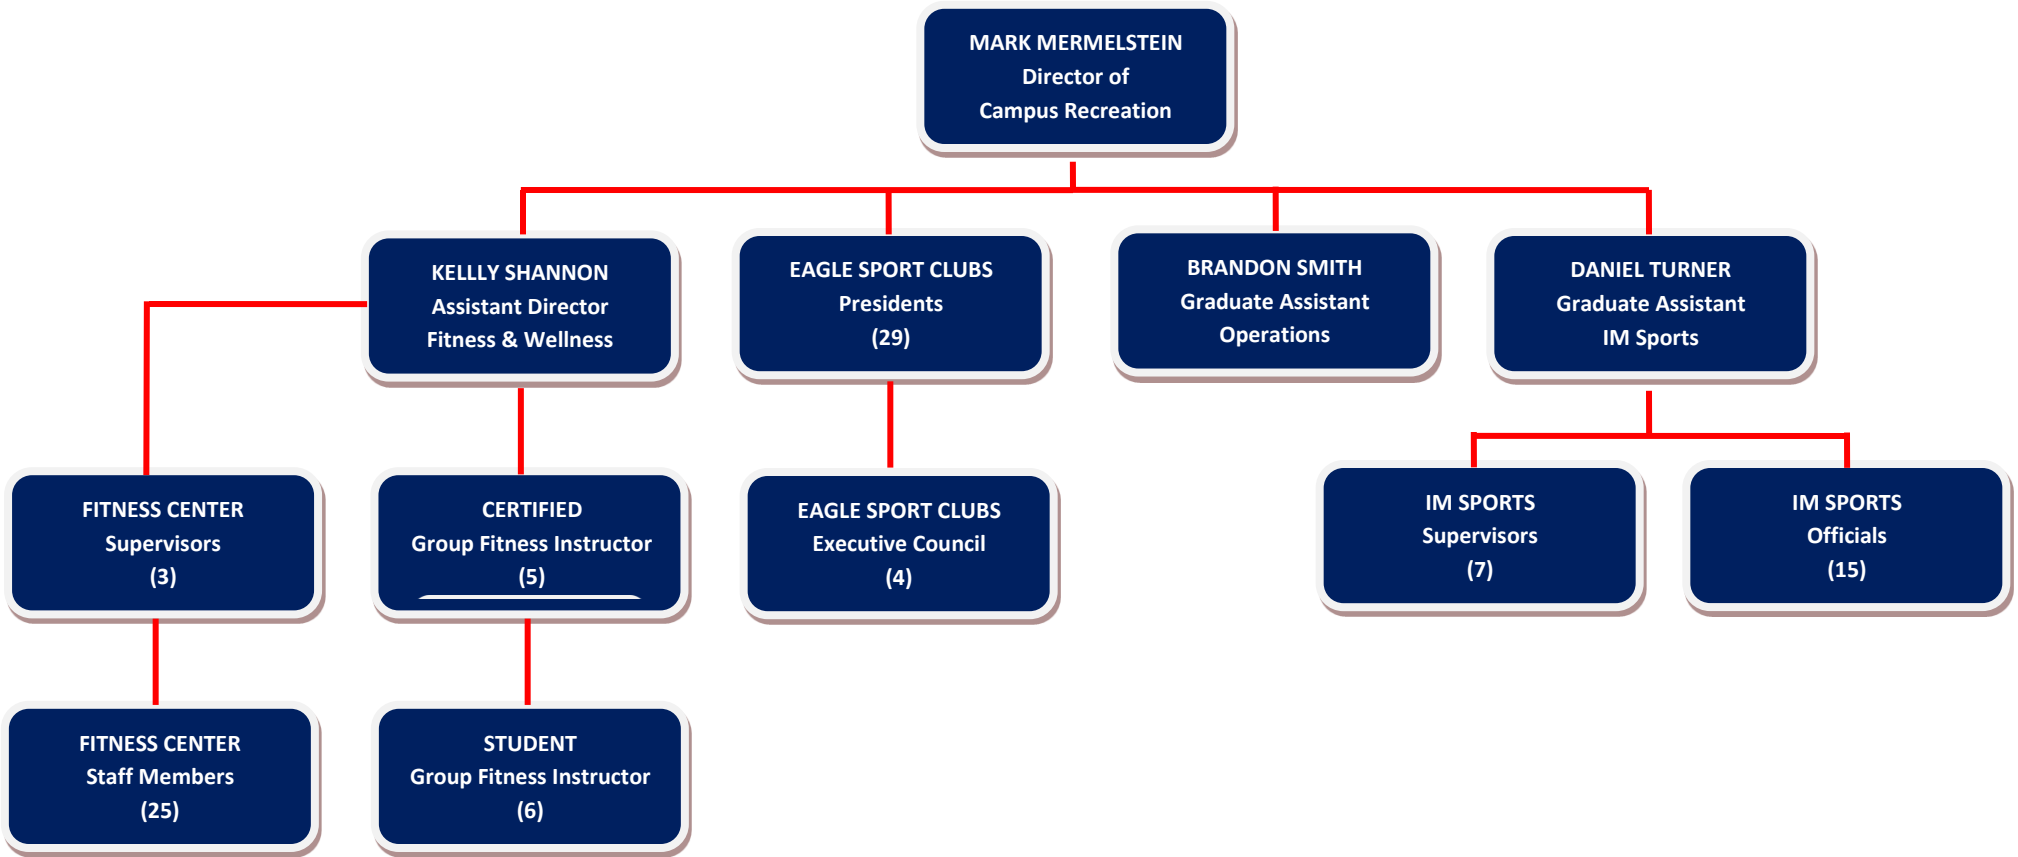 MARK MERMELSTEIN
Director of
Campus Recreation
KELLLY SHANNON
Assistant Director
Fitness & Wellness
EAGLE SPORT CLUBS
Presidents
(29)
BRANDON SMITH
Graduate Assistant
Operations
DANIEL TURNER
Graduate Assistant
IM Sports
FITNESS CENTER
Supervisors
(3)
CERTIFIED
Group Fitness Instructor
(5)
EAGLE SPORT CLUBS
Executive Council
(4)
IM SPORTS
Supervisors
(7)
IM SPORTS
Officials
(15)
FITNESS CENTER
Staff Members
(25)
STUDENT
Group Fitness Instructor
(6)